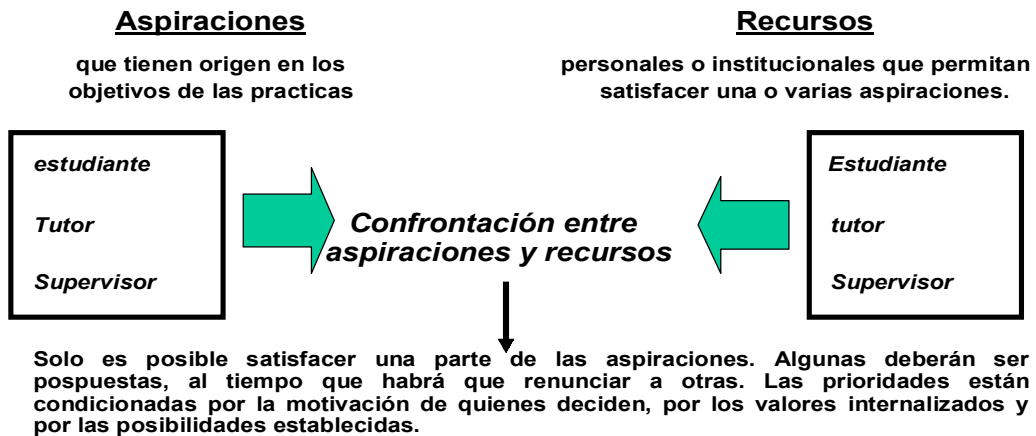 Aspiraciones
que tienen origen en los
objetivos de las practicas
Recursos
personales o institucionales que permitan
satisfacer una o varias aspiraciones.
estudiante
Tutor
Supervisor
Confrontación entre
aspiraciones y recursos
Estudiante
tutor
Supervisor
Solo es posible satisfacer una parte de las aspiraciones. Algunas deberán ser
pospuestas, al tiempo que habrá que renunciar a otras. Las prioridades están
condicionadas por la motivación de quienes deciden, por los valores internalizados y
por las posibilidades establecidas.